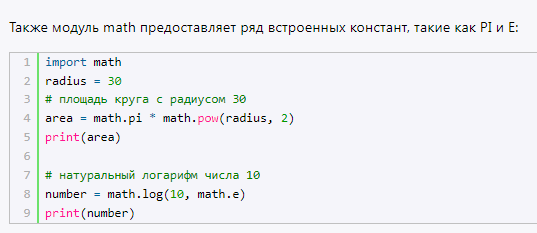 Также модуль math предоставляет ряд встроенных констант, такие как PI и E:
1 import math
2 radius = 30
3 # площадь круга с радиусом 30
4 area = math.pi * math.pow(radius, 2)
5 print(area)
6
7 # натуральный логарифм числа 10
8 number = math.log(10, math.e)
9 print(number)